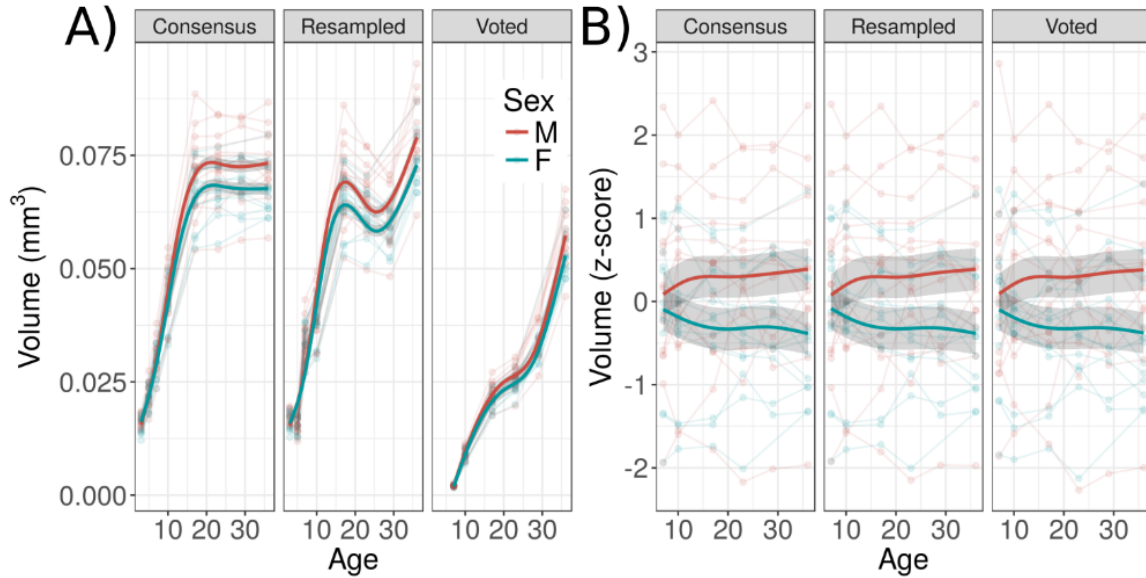 A)
Consensus Resampled Voted
Volume (mm³)
0.075
0.050
0.025
0.000
Sex
M
F
10 20 30 10 20 30 10 20 30
Age
B)
Consensus Resampled Voted
Volume (z-score)
3
2
1
0
-1
-2
10 20 30 10 20 30 10 20 30
Age